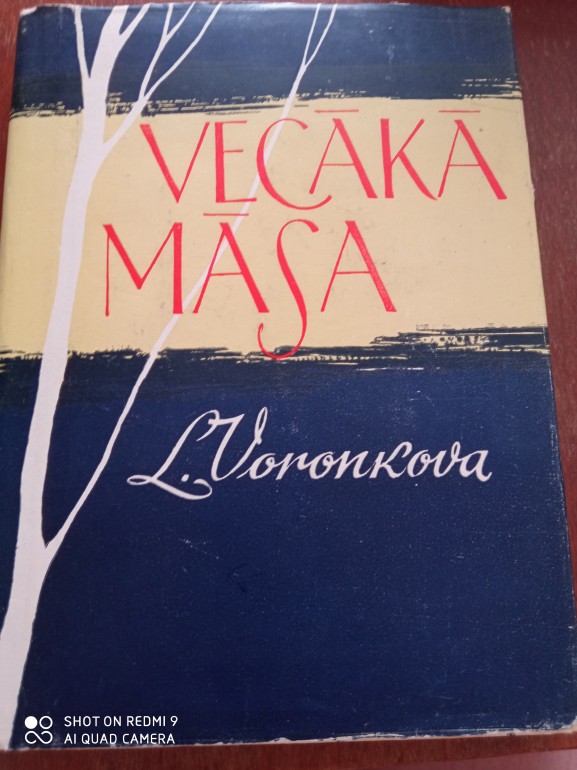 VECĀKĀ
MĀSA
L. Voronkova
SHOT ON REDMI 9
AI QUAD CAMERA